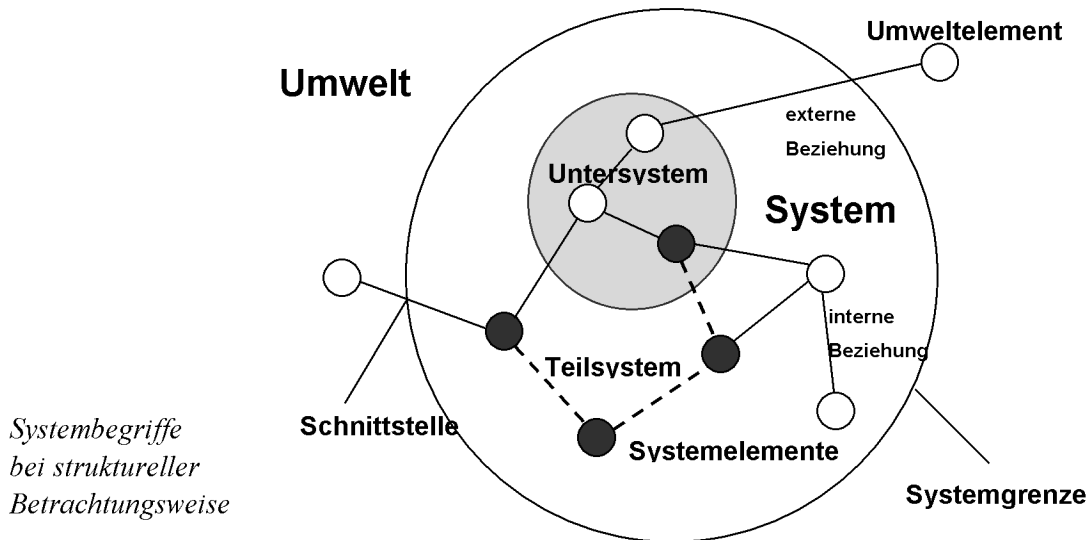 Umweltelement
Umwelt
externe
Beziehung
Untersystem
System
interne
Beziehung
Teilsystem
Schnittstelle
Systemelemente
Systemgrenze
Systembegriffe
bei struktureller
Betrachtungsweise